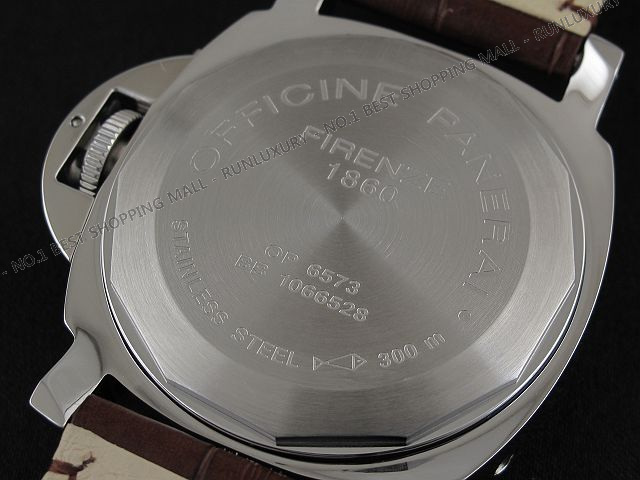 OFFICINE PANERAI
FIRENZE
1860
OP 6573
BB 1066528
STAINLESS STEEL 300 m
- NO.1 BEST SHOPPING MALL - RUNLUXURY - NO.1 BEST SHOPPING MALL - RUNLUXURY -